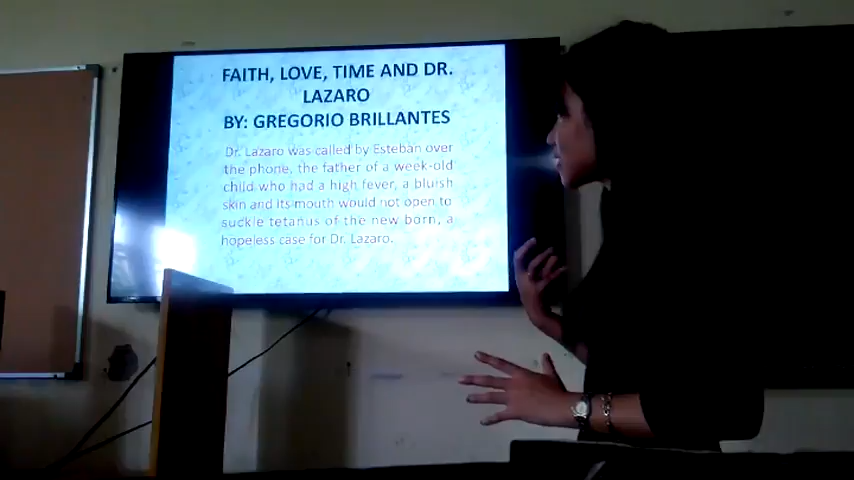 FAITH, LOVE, TIME AND DR.
LAZARO
BY: GREGORIO BRILLANTES
Dr. Lazaro was called by Esteban over
the phone, the father of a week-old
child who had a high fever, a bluish
skin and its mouth would not open to
suckle tetanus of the new born, a
hopeless case for Dr. Lazaro.